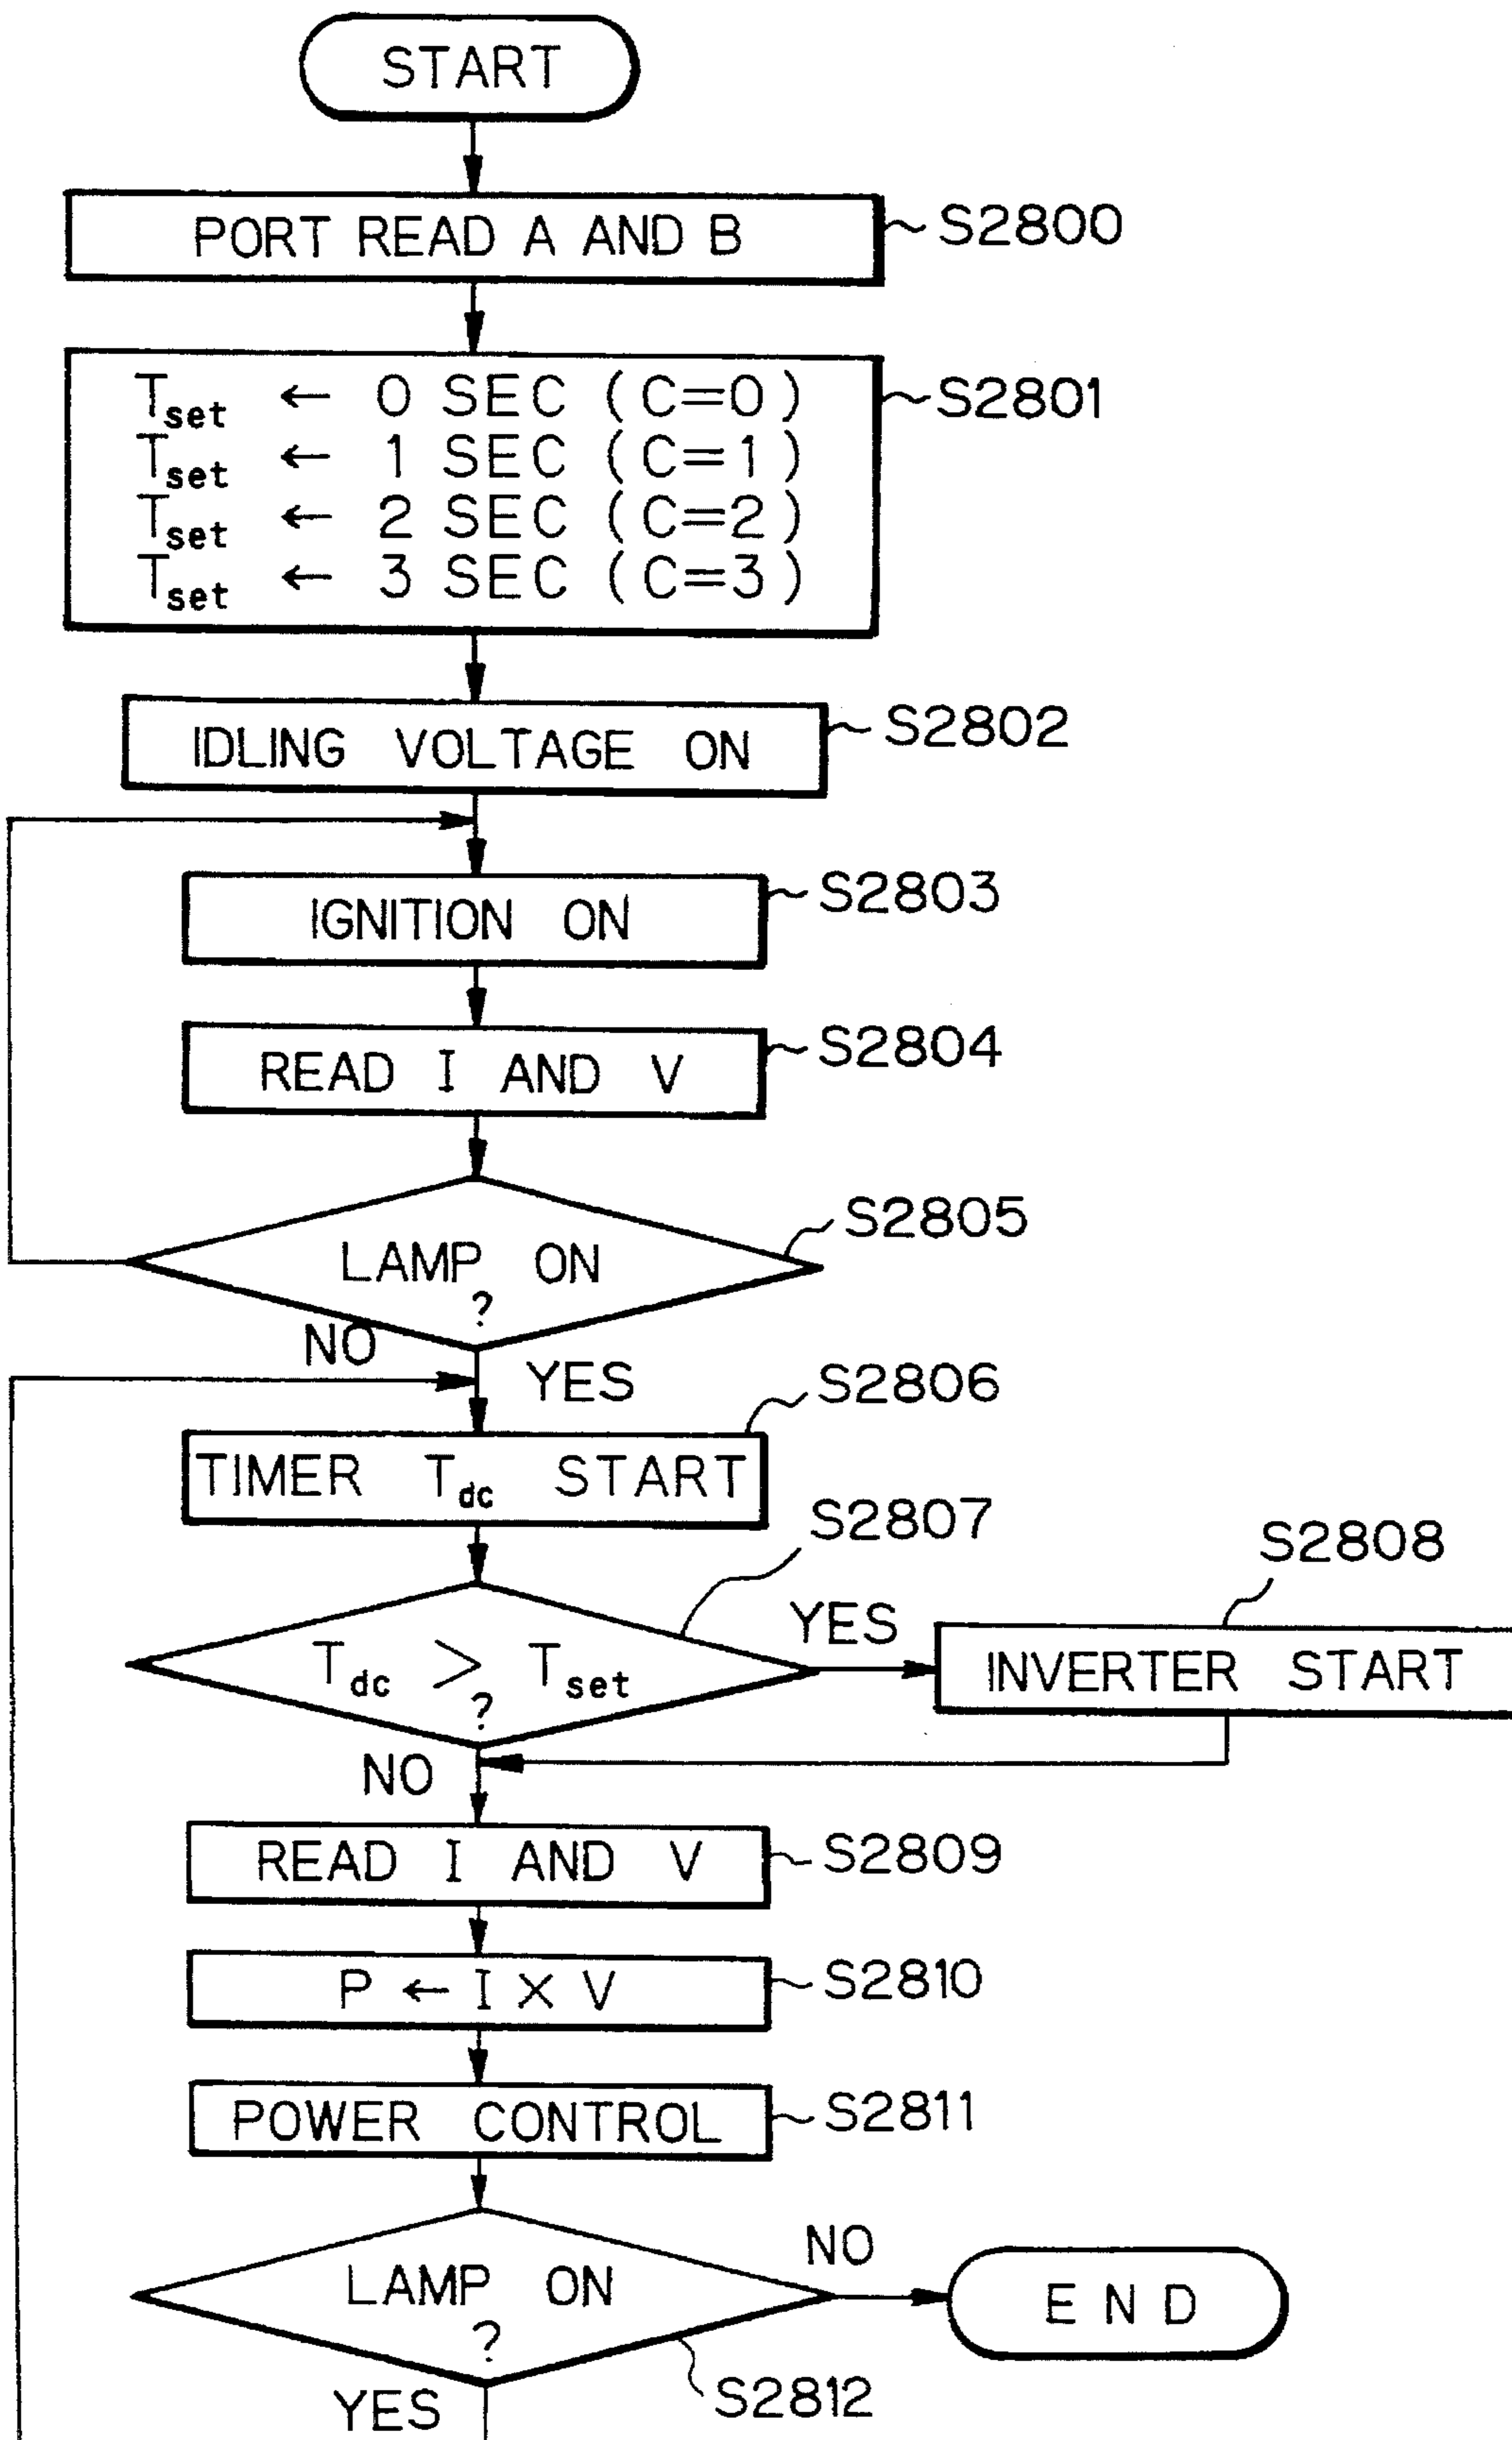 START
PORT READ A AND B
S2800
Tset ← 0 SEC (C=0)
Tset ← 1 SEC (C=1)
Tset ← 2 SEC (C=2)
Tset ← 3 SEC (C=3)
S2801
IDLING VOLTAGE ON
S2802
IGNITION ON
S2803
READ I AND V
S2804
LAMP ON
?
S2805
NO
YES
TIMER Tdc START
S2806
Tdc > Tset
?
S2807
YES
INVERTER START
S2808
NO
READ I AND V
S2809
P ← I × V
S2810
POWER CONTROL
S2811
LAMP ON
?
S2812
NO
END
YES